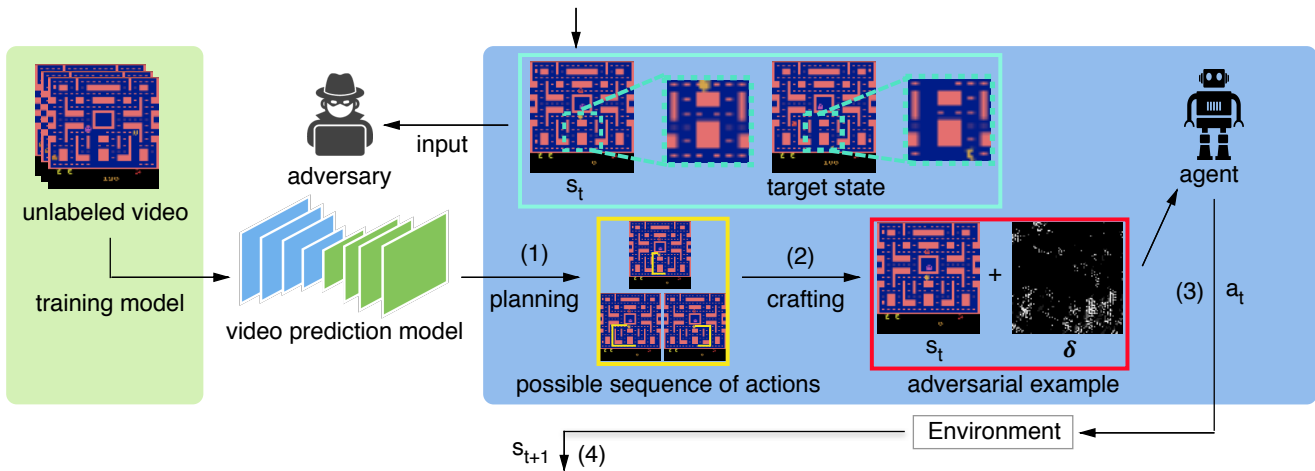 input
adversary
s_t
target state
agent
unlabeled video
training model
video prediction model
(1)
planning
(2)
crafting
+
(3)
a_t
s_t
δ
possible sequence of actions
adversarial example
Environment
s_{t+1}
(4)